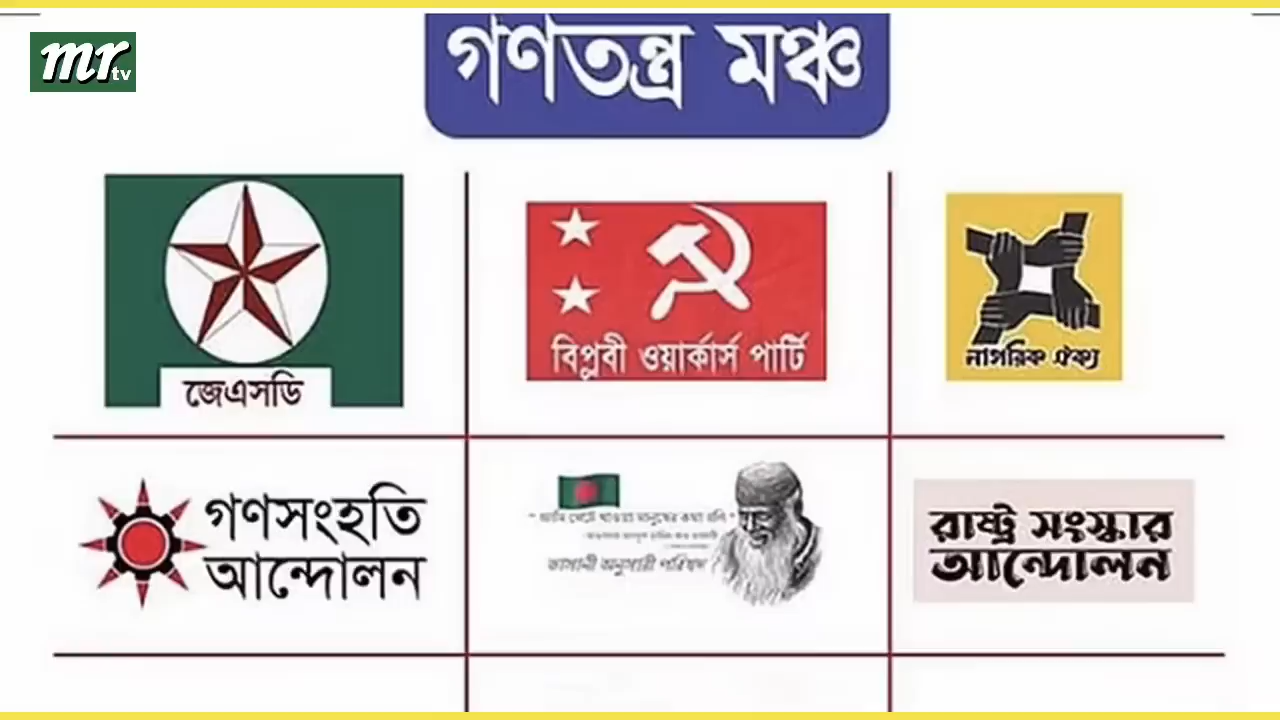 mr tv
গণতন্ত্র মঞ্চ
জেএসডি
বিপ্লবী ওয়ার্কার্স পার্টি
নাগরিক ঐক্য
গণসংহতি
আন্দোলন
ভাসানী অনুসারী পরিষদ
রাষ্ট্র সংস্কার
আন্দোলন